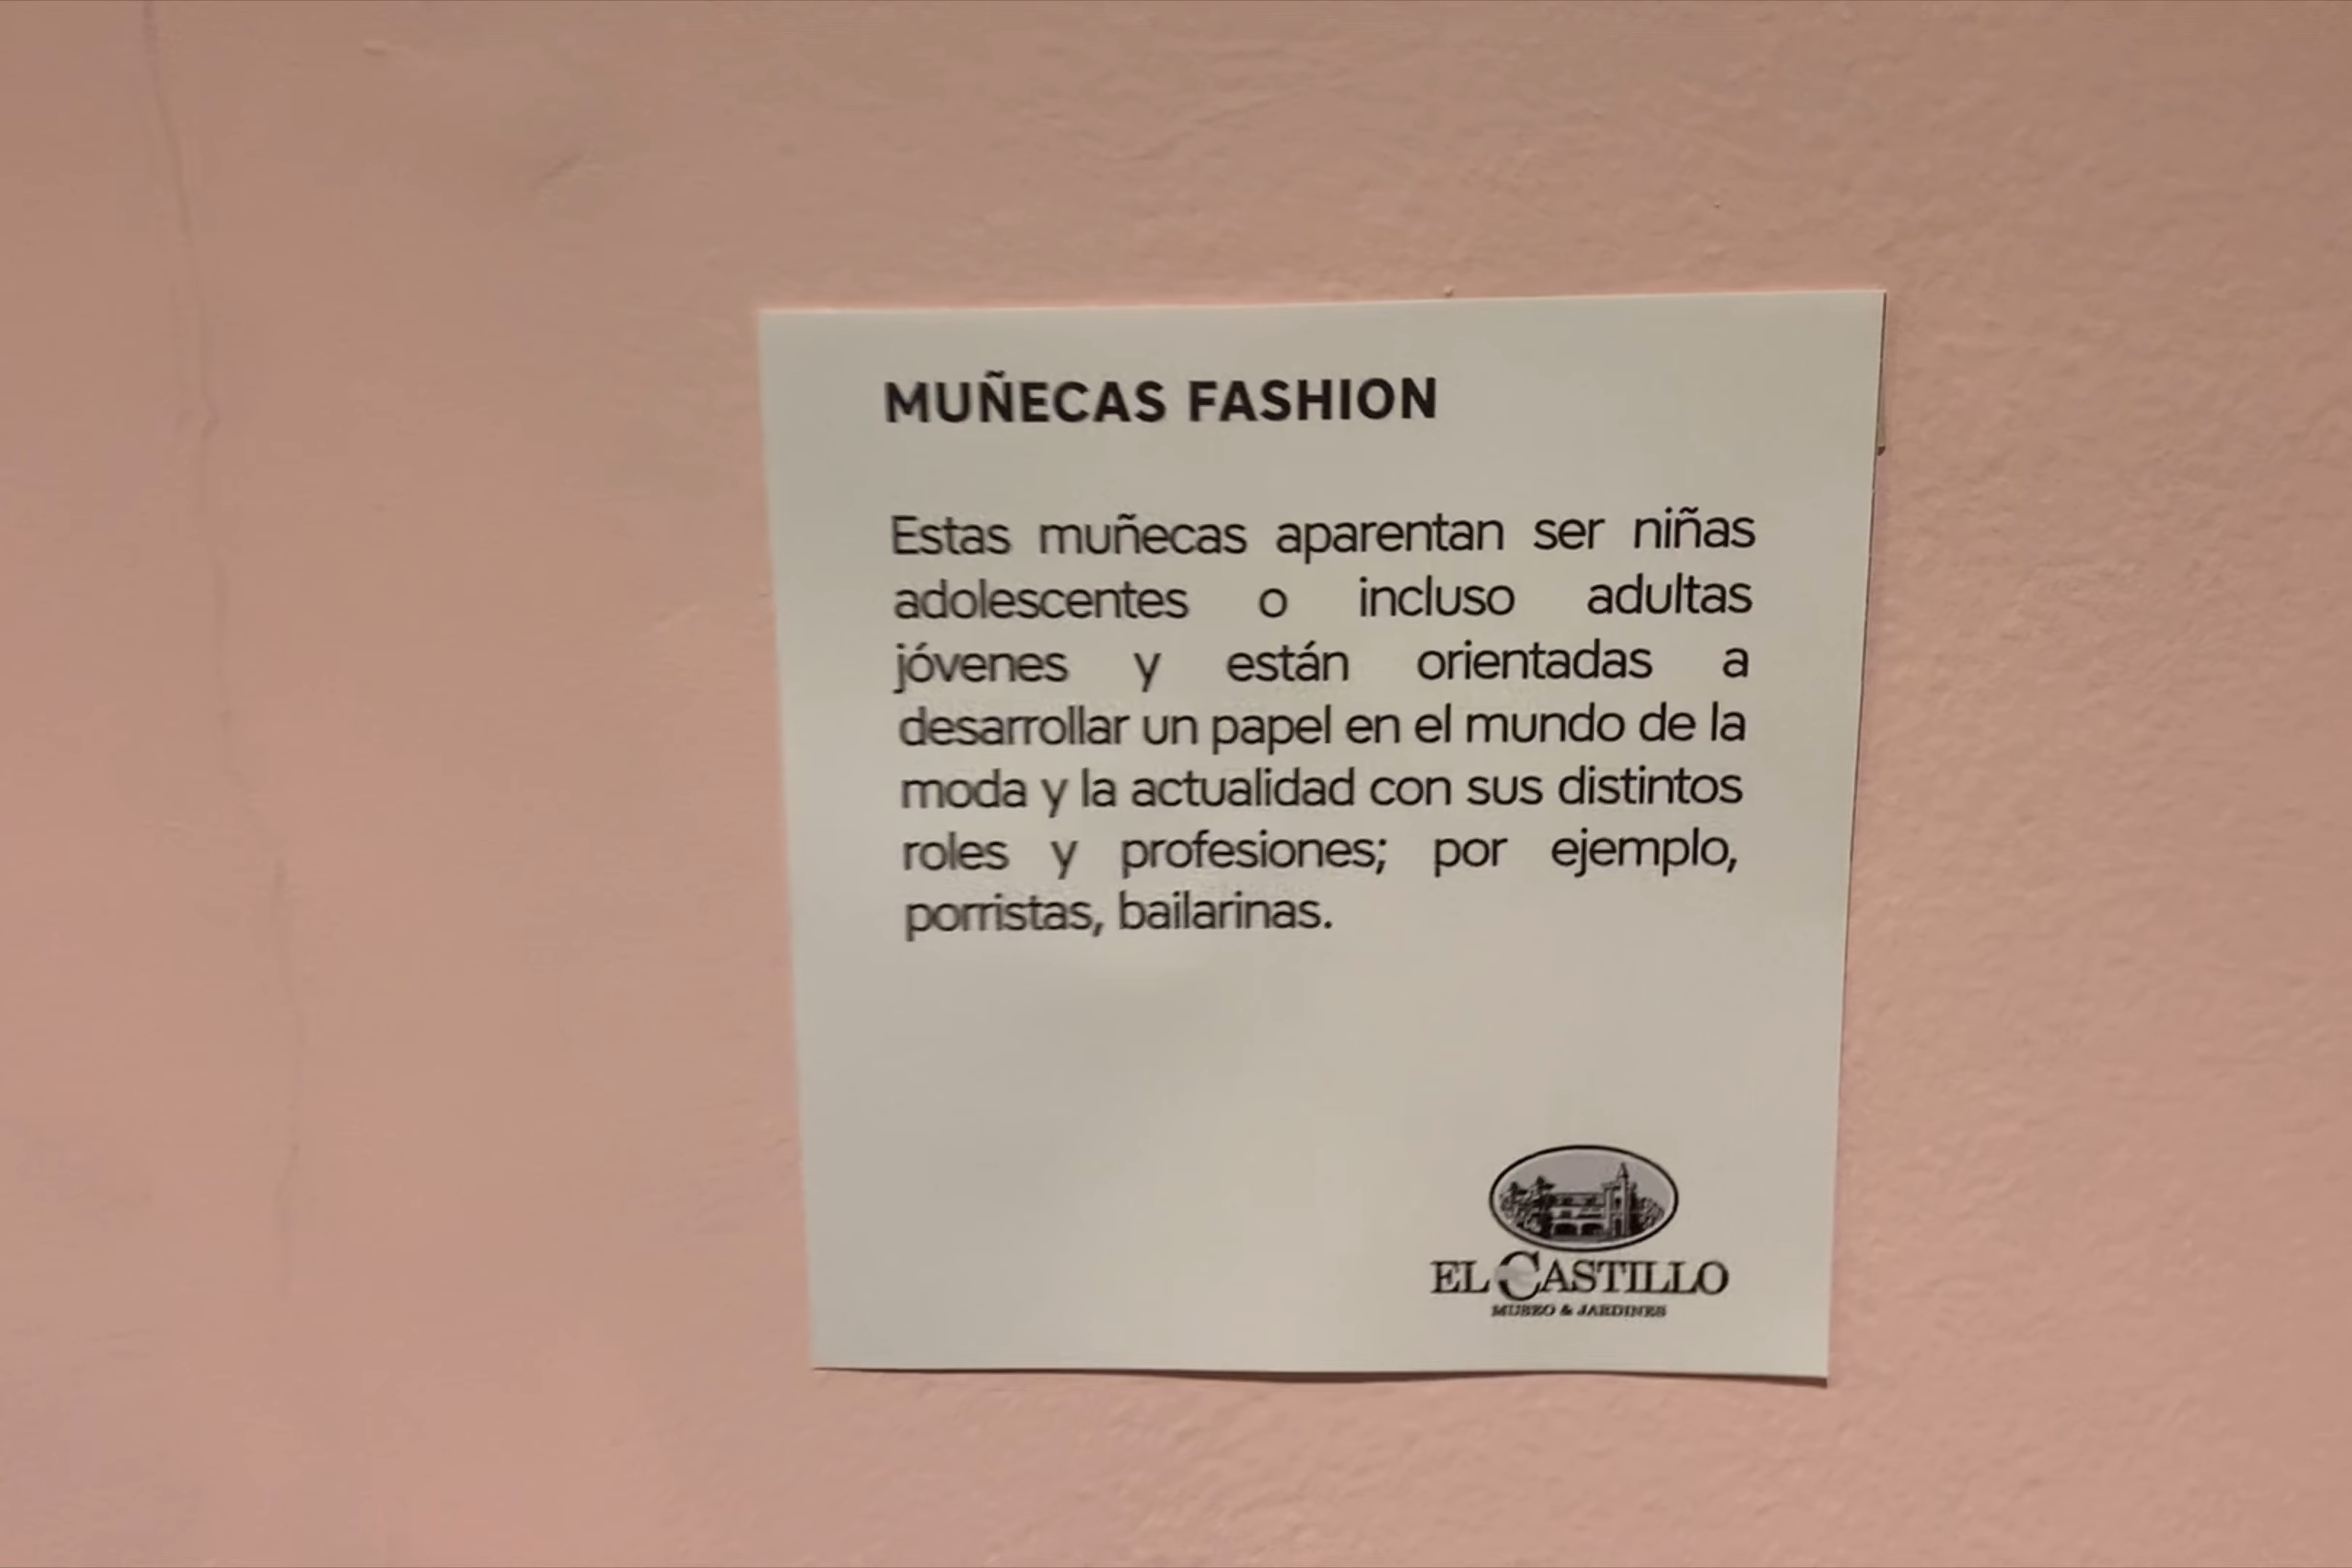 MUÑECAS FASHION
Estas muñecas aparentan ser niñas
adolescentes o incluso adultas
jóvenes y están orientadas a
desarrollar un papel en el mundo de la
moda y la actualidad con sus distintos
roles y profesiones; por ejemplo,
porristas, bailarinas.
EL CASTILLO
MUSEO & JARDINES